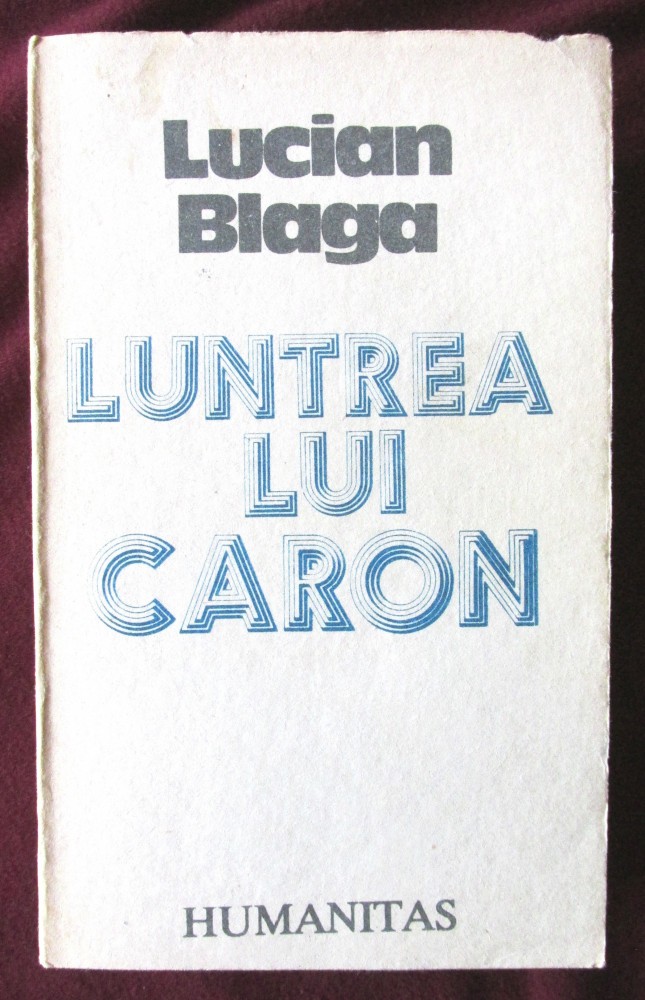 Lucian
Blaga
LUNTREA
LUI
CARON
HUMANITAS